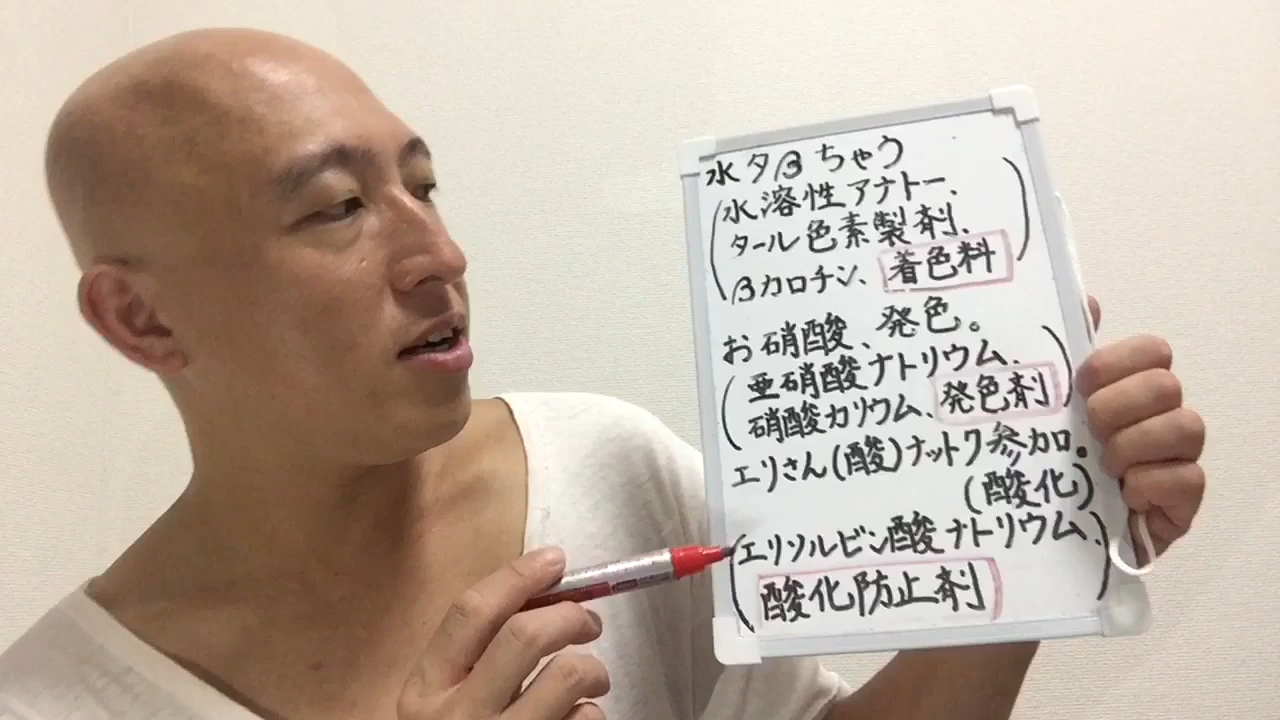 水タβちゃう
(水溶性アナトー、
タール色素製剤、
βカロチン、着色料)
お硝酸、発色。
(亜硝酸ナトリウム、
硝酸カリウム、発色剤)
エリさん(酸)ナットク参カロ。
(酸化)
(エリソルビン酸ナトリウム、
酸化防止剤)